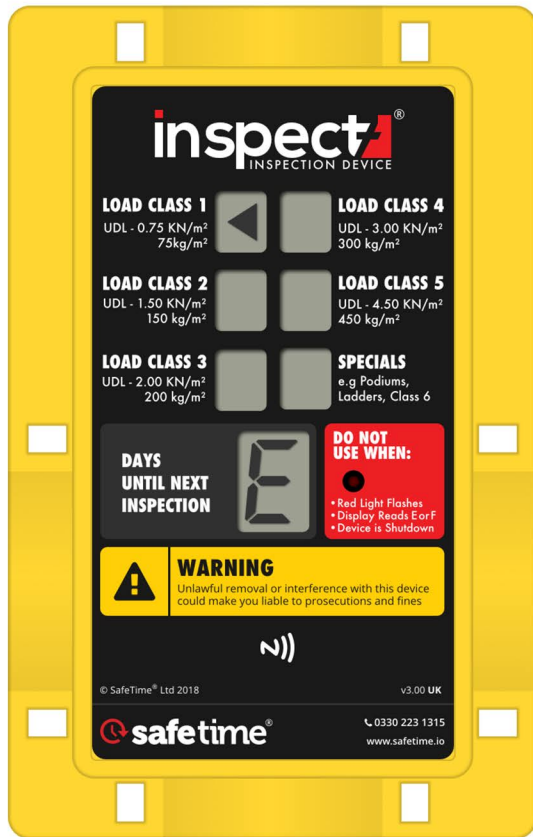 inspect®
INSPECTION DEVICE
LOAD CLASS 1
UDL - 0.75 KN/m²
75kg/m²
LOAD CLASS 4
UDL - 3.00 KN/m²
300 kg/m²
LOAD CLASS 2
UDL - 1.50 KN/m²
150 kg/m²
LOAD CLASS 5
UDL - 4.50 KN/m²
450 kg/m²
LOAD CLASS 3
UDL - 2.00 KN/m²
200 kg/m²
SPECIALS
e.g Podiums,
Ladders, Class 6
DAYS
UNTIL NEXT
INSPECTION
E
DO NOT
USE WHEN:
• Red Light Flashes
• Display Reads E or F
• Device is Shutdown
WARNING
Unlawful removal or interference with this device
could make you liable to prosecutions and fines
© SafeTime® Ltd 2018
v3.00 UK
safetime®
0330 223 1315
www.safetime.io